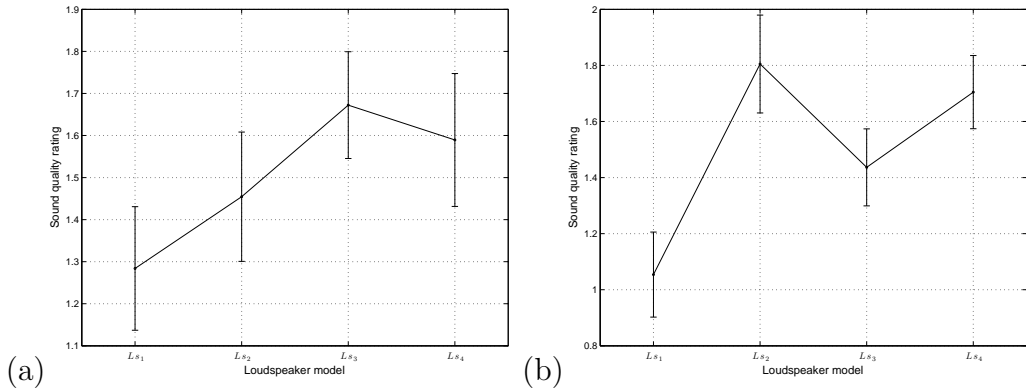 (a)
Sound quality rating
1.9
1.8
1.7
1.6
1.5
1.4
1.3
1.2
1.1
Ls₁ Ls₂ Ls₃ Ls₄
Loudspeaker model
(b)
Sound quality rating
2
1.8
1.6
1.4
1.2
1
0.8
Ls₁ Ls₂ Ls₃ Ls₄
Loudspeaker model